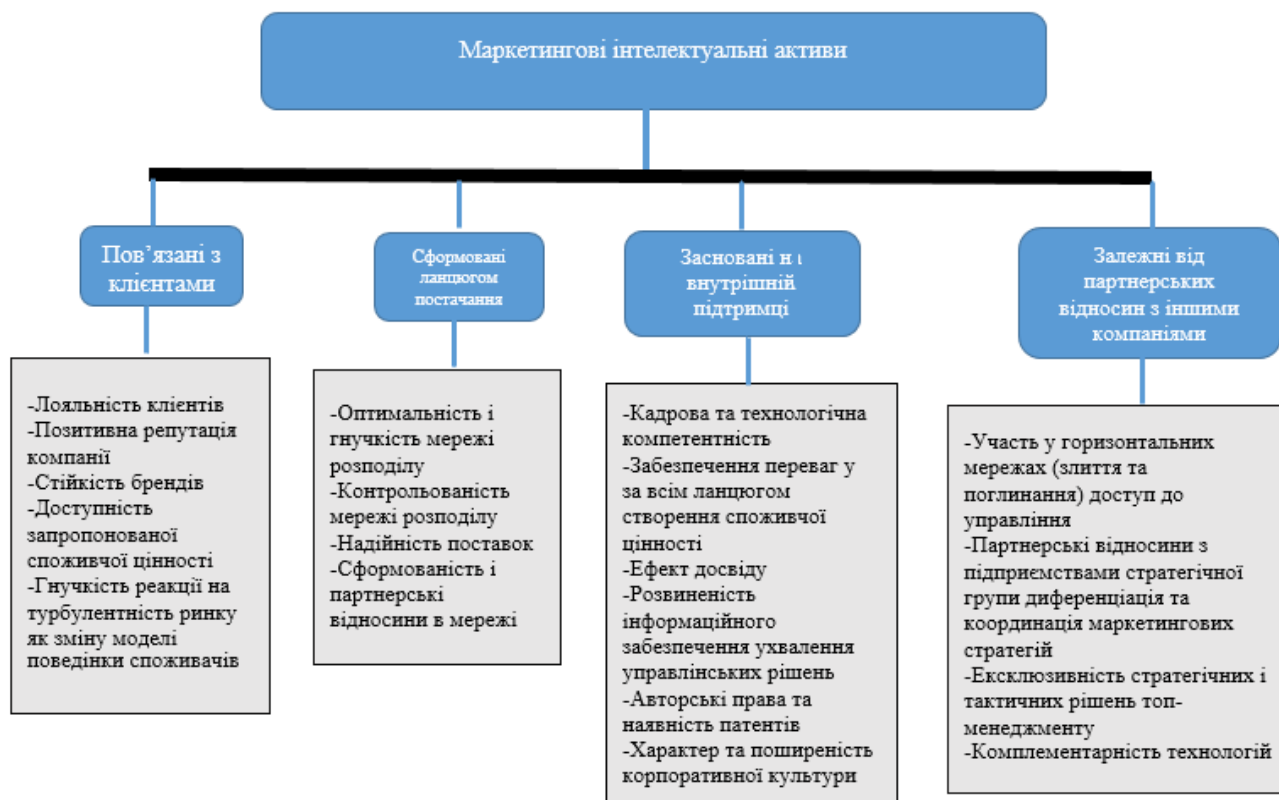 Маркетингові інтелектуальні активи
Пов’язані з
клієнтами
Сформовані
ланцюгом
постачання
Засновані н
внутрішній
підтримці
Залежні від
партнерських
відносин з іншими
компаніями
-Лояльність клієнтів
-Позитивна репутація
компанії
-Стійкість брендів
-Доступність
запропонованої
споживчої цінності
-Гнучкість реакції на
турбулентність ринку
як зміну моделі
поведінки споживачів
-Оптимальність і
гнучкість мережі
розподілу
-Контрольованість
мережі розподілу
-Надійність поставок
-Сформованість і
партнерські
відносини в мережі
-Кадрова та технологічна
компетентність
-Забезпечення переваг у
за всім ланцюгом
створення споживчої
цінності
-Ефект досвіду
-Розвиненість
інформаційного
забезпечення ухвалення
управлінських рішень
-Авторські права та
наявність патентів
-Характер та поширеність
корпоративної культури
-Участь у горизонтальних
мережах (злиття та
поглинання) доступ до
управління
-Партнерські відносини з
підприємствами стратегічної
групи диференціація та
координація маркетингових
стратегій
-Ексклюзивність стратегічних і
тактичних рішень топ-
менеджменту
-Комплементарність технологій